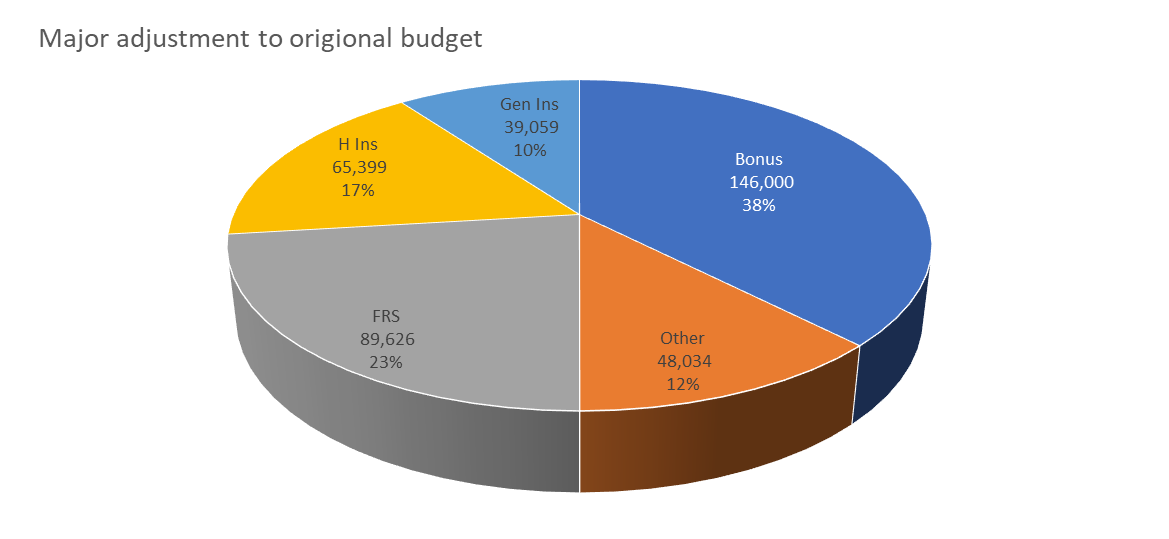 Major adjustment to origional budget
Gen Ins
39,059
10%
H Ins
65,399
17%
Bonus
146,000
38%
FRS
89,626
23%
Other
48,034
12%